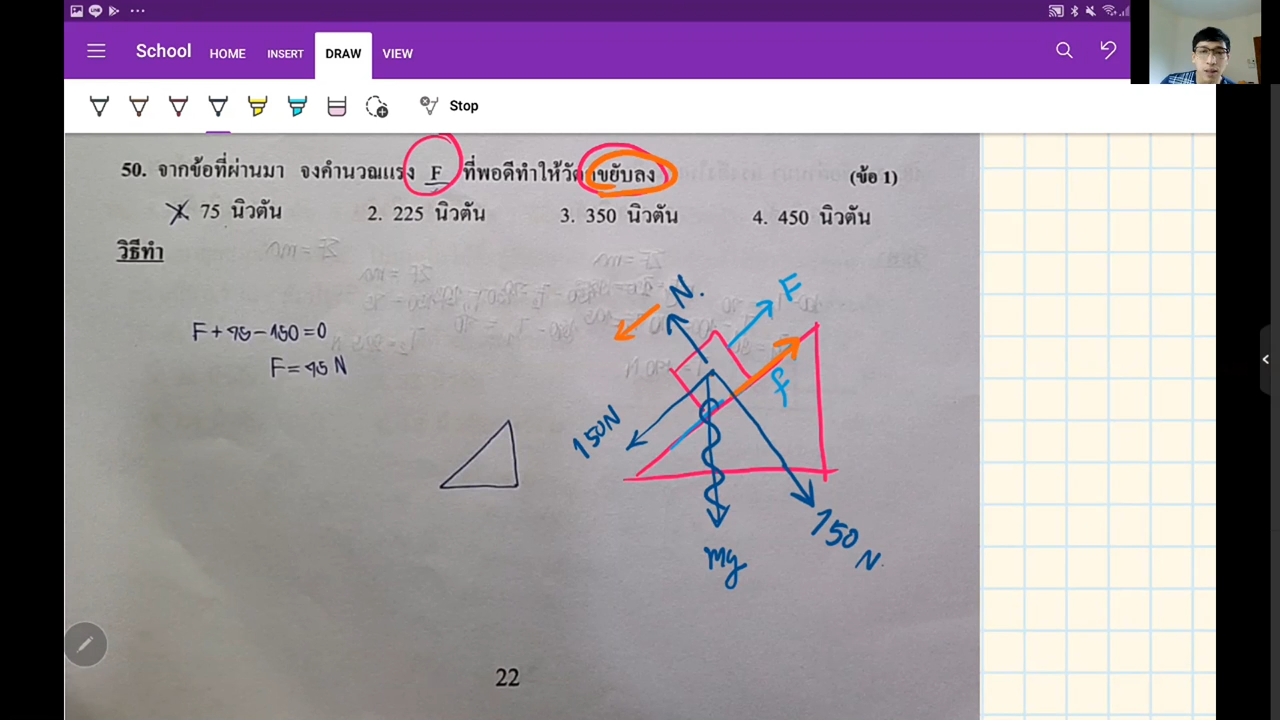 School HOME INSERT DRAW VIEW
Stop
50. จากข้อที่ผ่านมา จงคำนวณแรง F ที่พอดีทำให้วัตถุขยับลง (ข้อ 1)
1. 75 นิวตัน 2. 225 นิวตัน 3. 350 นิวตัน 4. 450 นิวตัน
วิธีทำ
F+75-150=0
F=75 N
N.
F
f
150N
150 N.
mg
22